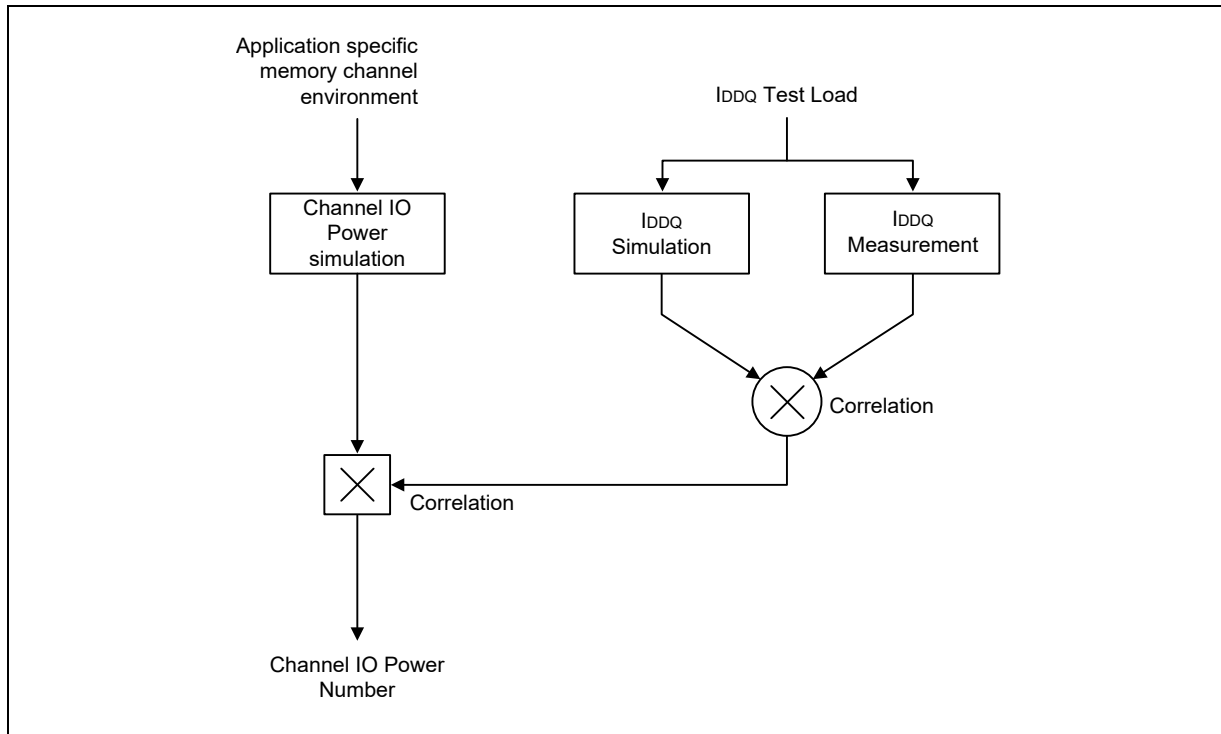 Application specific
memory channel
environment
IDDQ Test Load
Channel IO
Power
simulation
IDDQ
Simulation
IDDQ
Measurement
Correlation
Correlation
Channel IO Power
Number